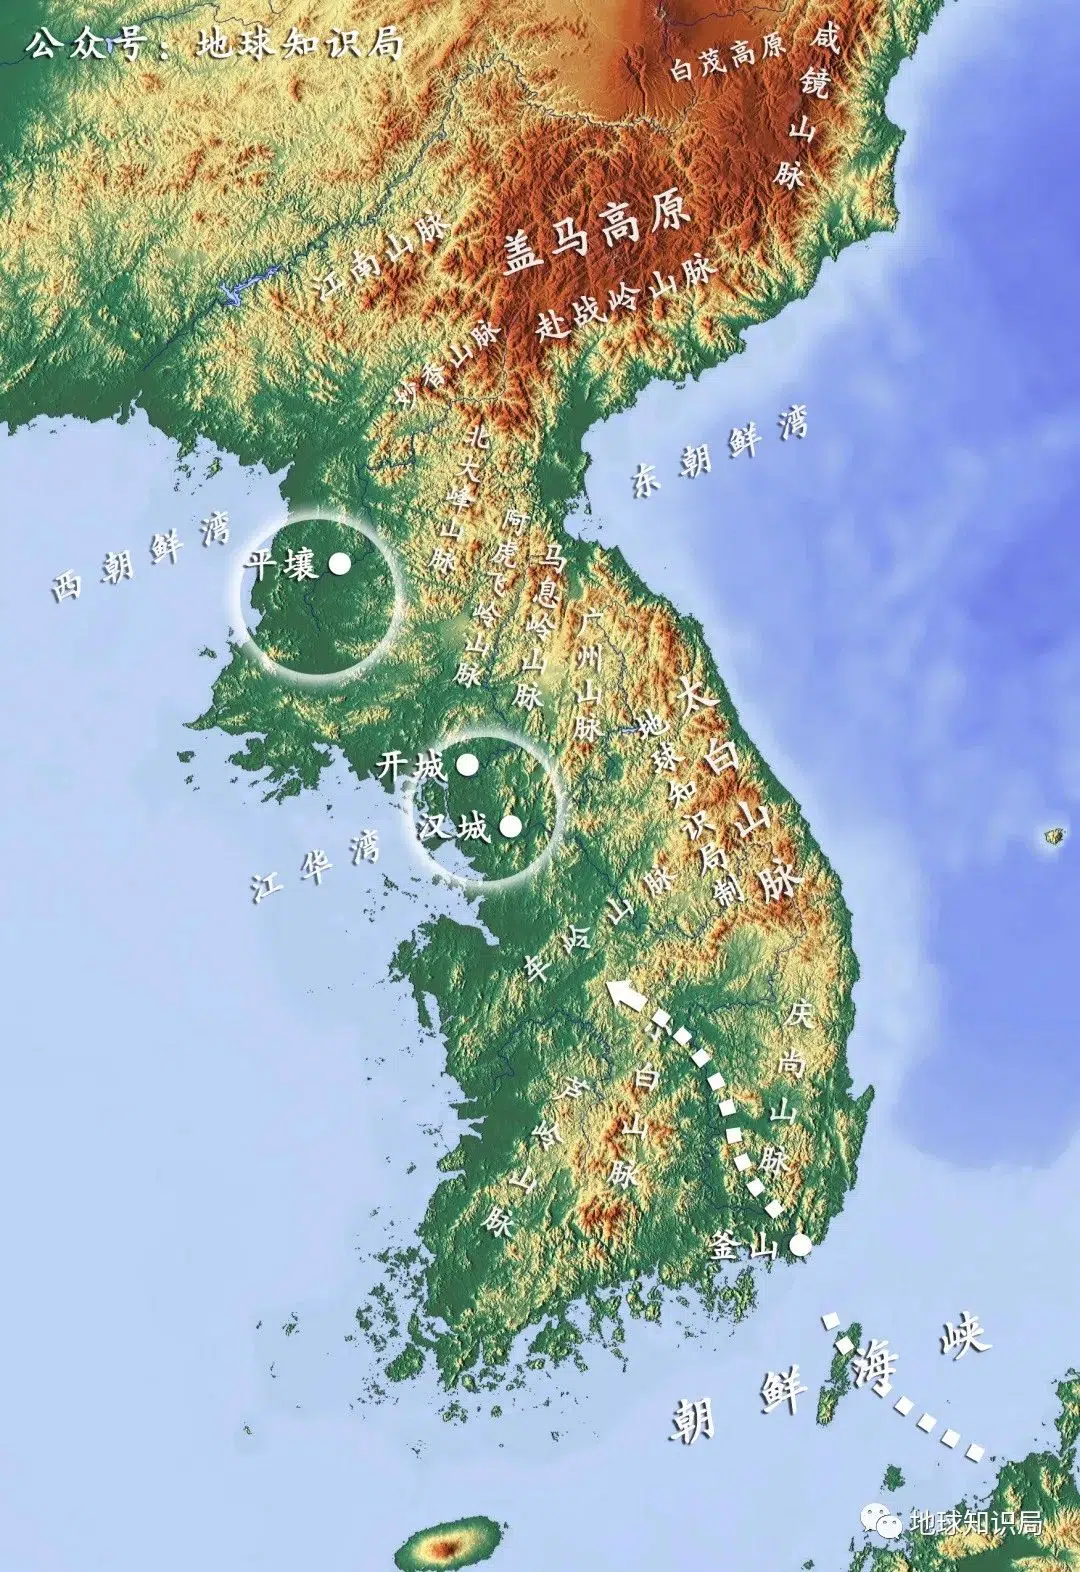 公众号：地球知识局
白茂高原
咸镜山脉
盖马高原
江南山脉
赴战岭山脉
妙香山脉
北大峰山脉
东朝鲜湾
西朝鲜湾
阿虎飞岭山脉
马息岭山脉
平壤
广州山脉
太白山脉
地球知识局制
开城
汉城
江华湾
车岭山脉
庆尚山脉
小白山脉
芦岭山脉
釜山
朝鲜海峡
地球知识局